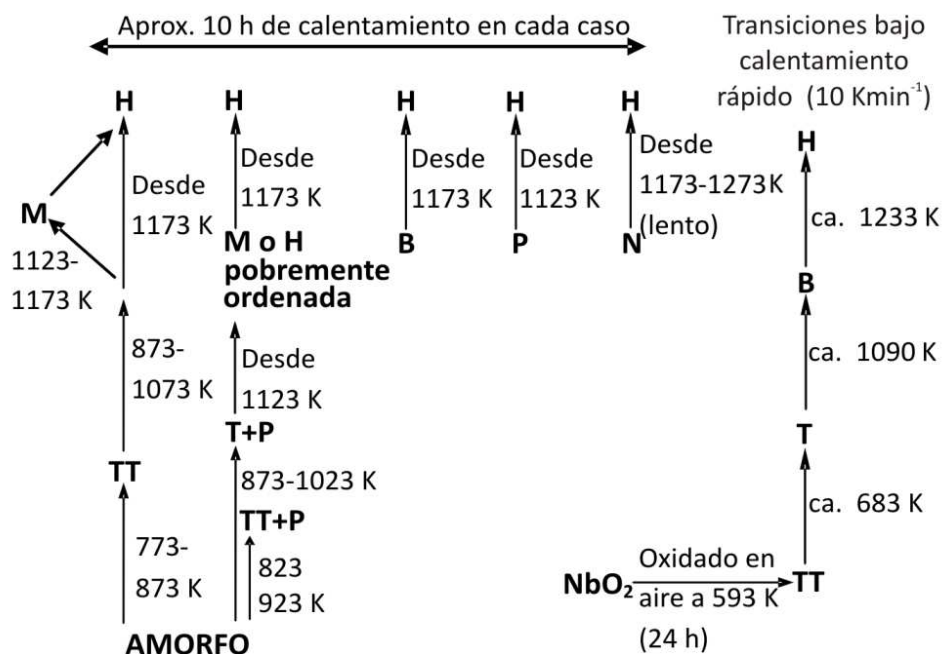 Aprox. 10 h de calentamiento en cada caso
Transiciones bajo
calentamiento
rápido (10 Kmin⁻¹)
H
H
H
H
H
H
Desde
1173 K
Desde
1173 K
Desde
1173 K
Desde
1123 K
Desde
1173-1273K
(lento)
ca. 1233 K
M
1123-
1173 K
M o H
pobremente
ordenada
B
P
N
B
873-
1073 K
Desde
1123 K
ca. 1090 K
TT
T+P
T
873-1023 K
ca. 683 K
TT+P
773-
873 K
823
923 K
NbO₂
Oxidado en
aire a 593 K
(24 h)
TT
AMORFO